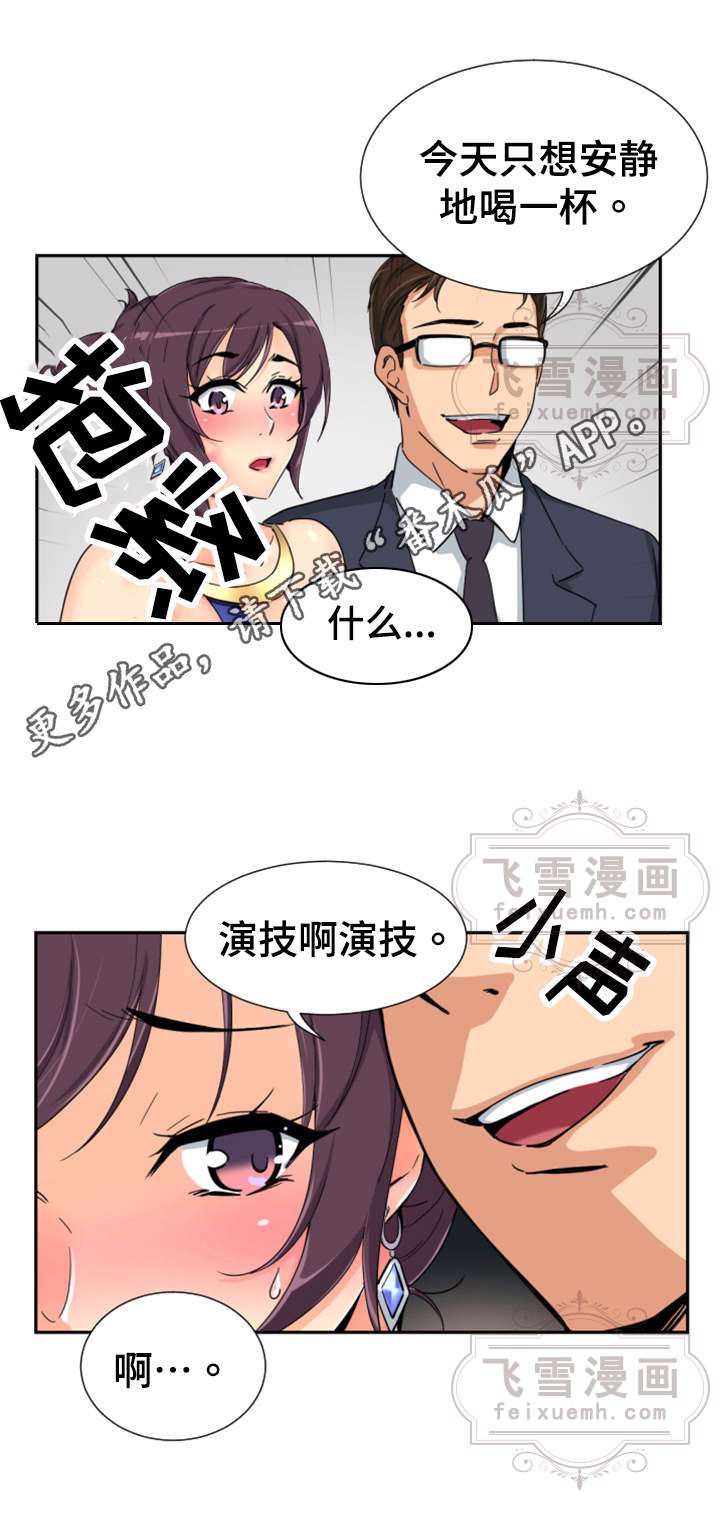 今天只想安静
地喝一杯。
飞雪漫画
feixuemh.com
抱紧
更多作品，请下载“番木瓜”APP。
什么...
飞雪漫画
feixuemh.com
演技啊演技。
小声
啊…。
飞雪漫画
feixuemh.com